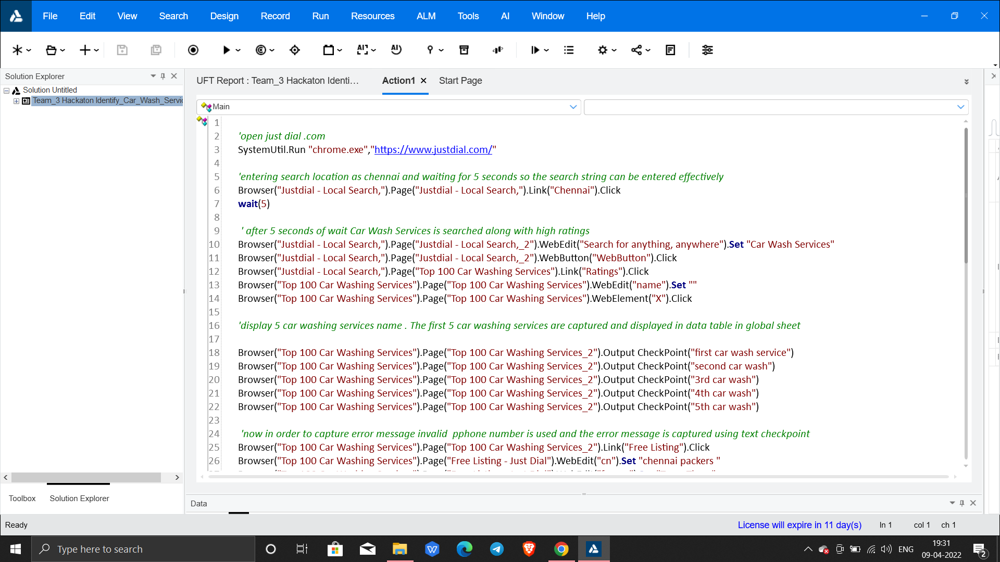 File Edit View Search Design Record Run Resources ALM Tools AI Window Help
Solution Explorer
Solution Untitled
Team_3 Hackaton Identify_Car_Wash_Servic
UFT Report : Team_3 Hackaton Identi... Action1 Start Page
Main
1
2 'open just dial .com
3 SystemUtil.Run "chrome.exe","https://www.justdial.com/"
4
5 'entering search location as chennai and waiting for 5 seconds so the search string can be entered effectively
6 Browser("Justdial - Local Search,").Page("Justdial - Local Search,").Link("Chennai").Click
7 wait(5)
8
9 ' after 5 seconds of wait Car Wash Services is searched along with high ratings
10 Browser("Justdial - Local Search,").Page("Justdial - Local Search,_2").WebEdit("Search for anything, anywhere").Set "Car Wash Services"
11 Browser("Justdial - Local Search,").Page("Justdial - Local Search,_2").WebButton("WebButton").Click
12 Browser("Justdial - Local Search,").Page("Top 100 Car Washing Services").Link("Ratings").Click
13 Browser("Top 100 Car Washing Services").Page("Top 100 Car Washing Services").WebEdit("name").Set ""
14 Browser("Top 100 Car Washing Services").Page("Top 100 Car Washing Services").WebElement("X").Click
15
16 'display 5 car washing services name . The first 5 car washing services are captured and displayed in data table in global sheet
17
18 Browser("Top 100 Car Washing Services").Page("Top 100 Car Washing Services_2").Output CheckPoint("first car wash service")
19 Browser("Top 100 Car Washing Services").Page("Top 100 Car Washing Services_2").Output CheckPoint("second car wash")
20 Browser("Top 100 Car Washing Services").Page("Top 100 Car Washing Services_2").Output CheckPoint("3rd car wash")
21 Browser("Top 100 Car Washing Services").Page("Top 100 Car Washing Services_2").Output CheckPoint("4th car wash")
22 Browser("Top 100 Car Washing Services").Page("Top 100 Car Washing Services_2").Output CheckPoint("5th car wash")
23
24 'now in order to capture error message invalid  pphone number is used and the error message is captured using text checkpoint
25 Browser("Top 100 Car Washing Services").Page("Top 100 Car Washing Services_2").Link("Free Listing").Click
26 Browser("Top 100 Car Washing Services").Page("Free Listing - Just Dial").WebEdit("cn").Set "chennai packers "
Toolbox Solution Explorer
Data
Ready License will expire in 11 day(s) ln 1 col 1 ch 1
Type here to search ENG 19:31
09-04-2022 2